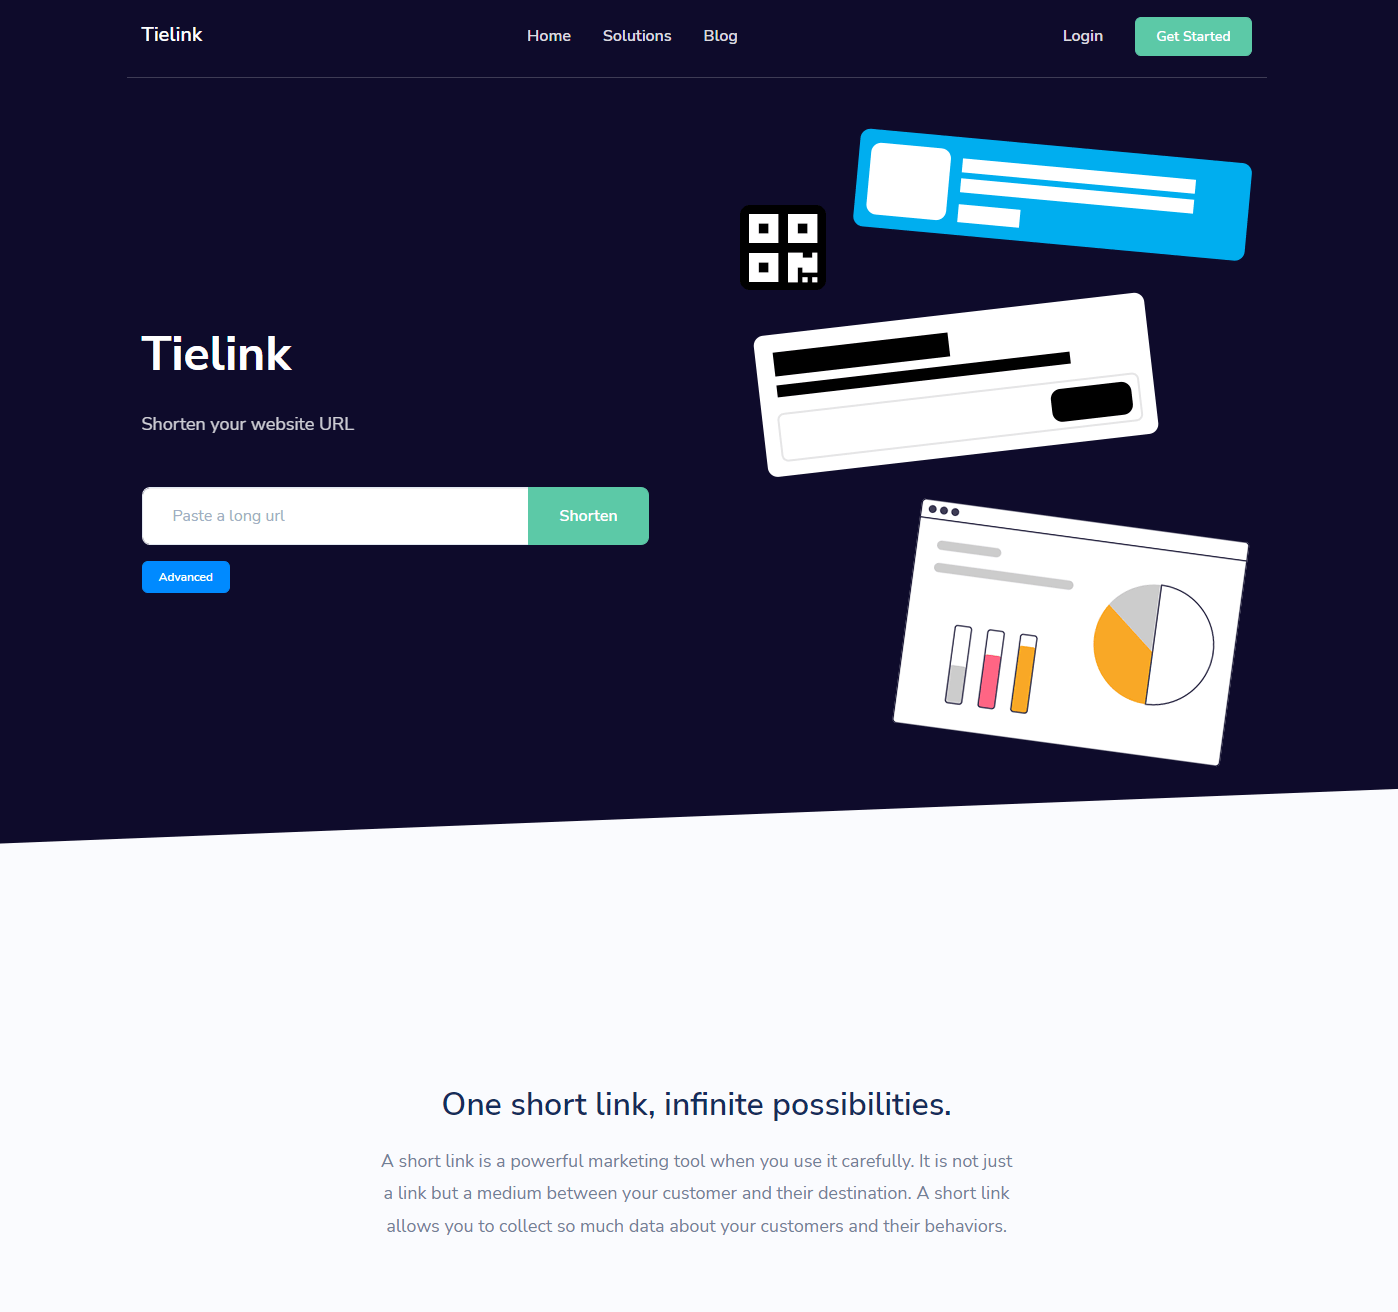 Tielink
Home Solutions Blog
Login Get Started
Tielink
Shorten your website URL
Paste a long url Shorten
Advanced
One short link, infinite possibilities.
A short link is a powerful marketing tool when you use it carefully. It is not just
a link but a medium between your customer and their destination. A short link
allows you to collect so much data about your customers and their behaviors.